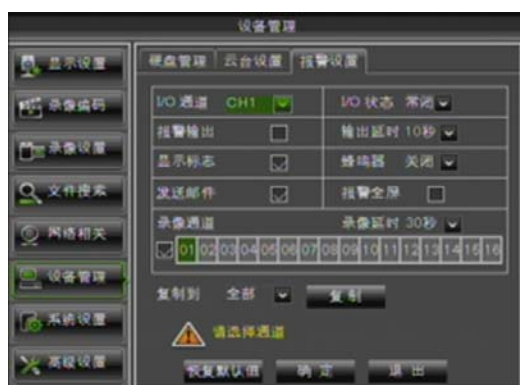 设备管理
显示设置
录像编码
录像设置
文件搜索
网络相关
设备管理
系统设置
高级设置
硬盘管理 云台设置 报警设置
I/O 通道 CH1 I/O 状态 常闭
报警输出 输出延时 10秒
显示标志 蜂鸣器 关闭
发送邮件 报警全屏
录像通道 录像延时 30秒
01 02 03 04 05 06 07 08 09 10 11 12 13 14 15 16
复制到 全部 复制
请选择通道
恢复默认值 确定 退出